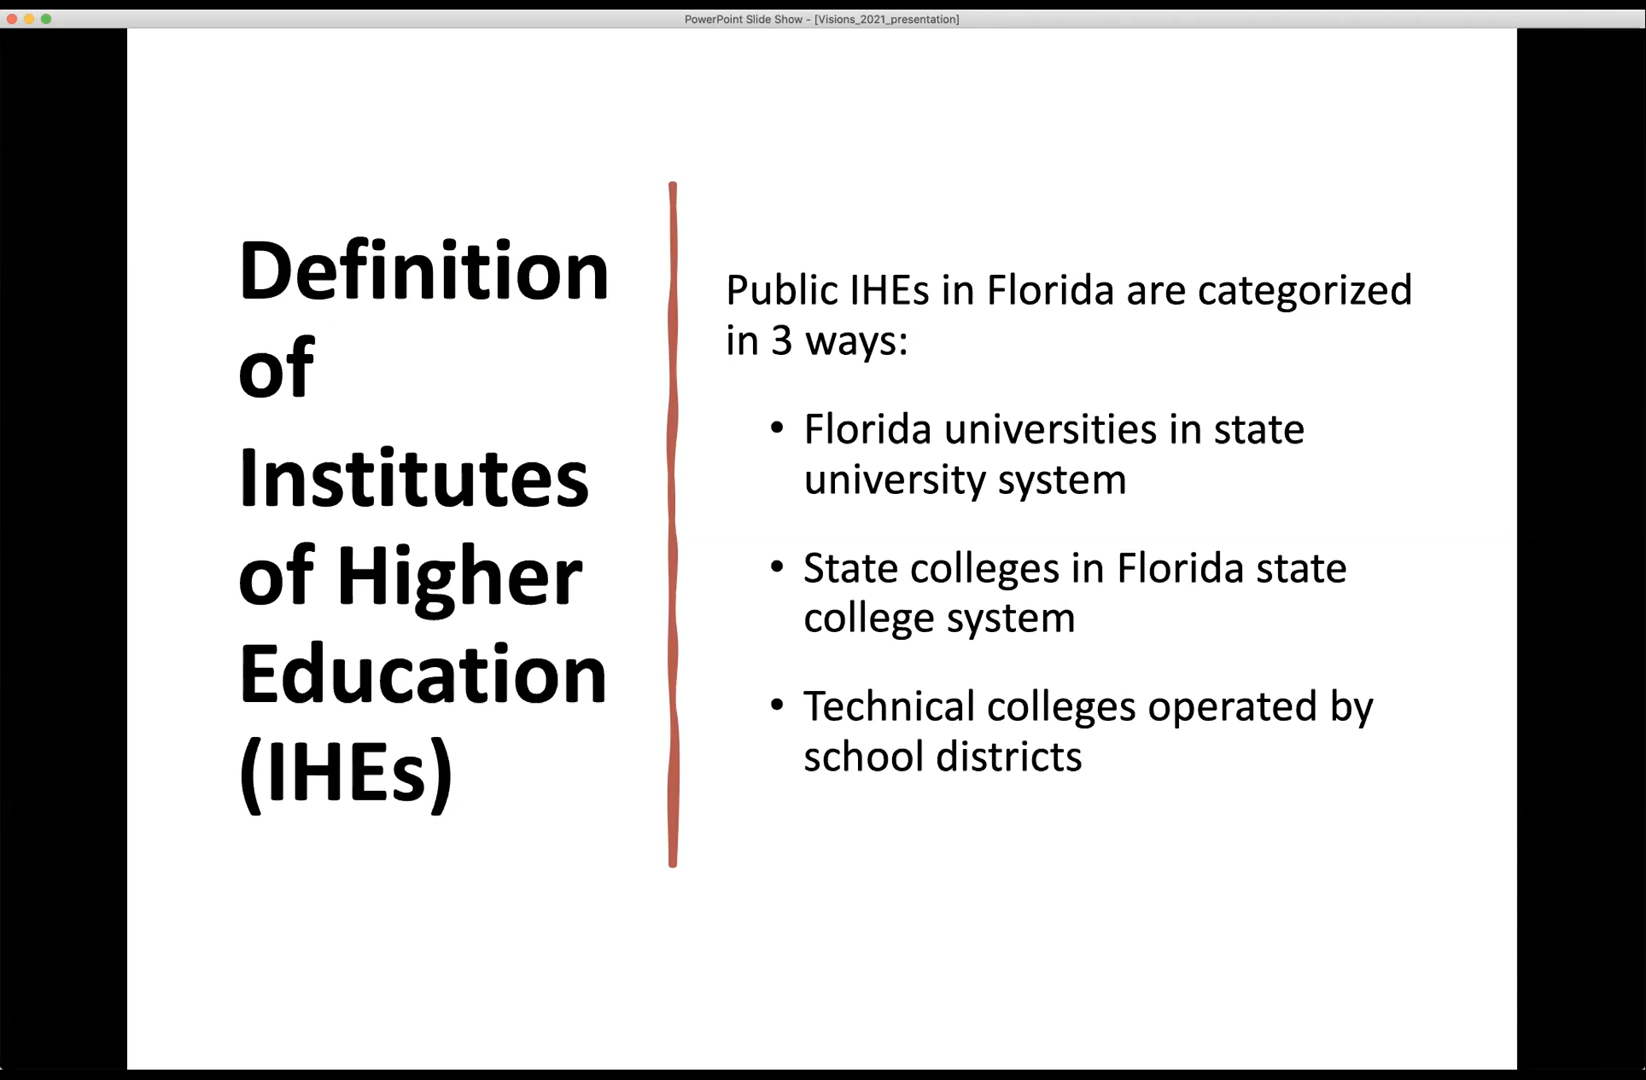 PowerPoint Slide Show - [Visions_2021_presentation]
Definition
of
Institutes
of Higher
Education
(IHEs)
Public IHEs in Florida are categorized
in 3 ways:
• Florida universities in state
university system
• State colleges in Florida state
college system
• Technical colleges operated by
school districts